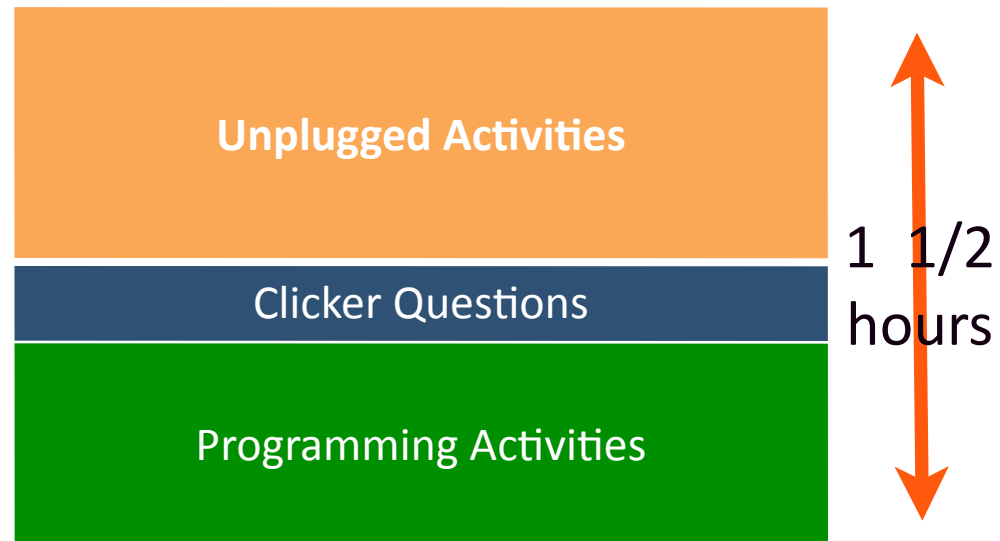 Unplugged Activities
1 1/2
hours
Clicker Questions
Programming Activities